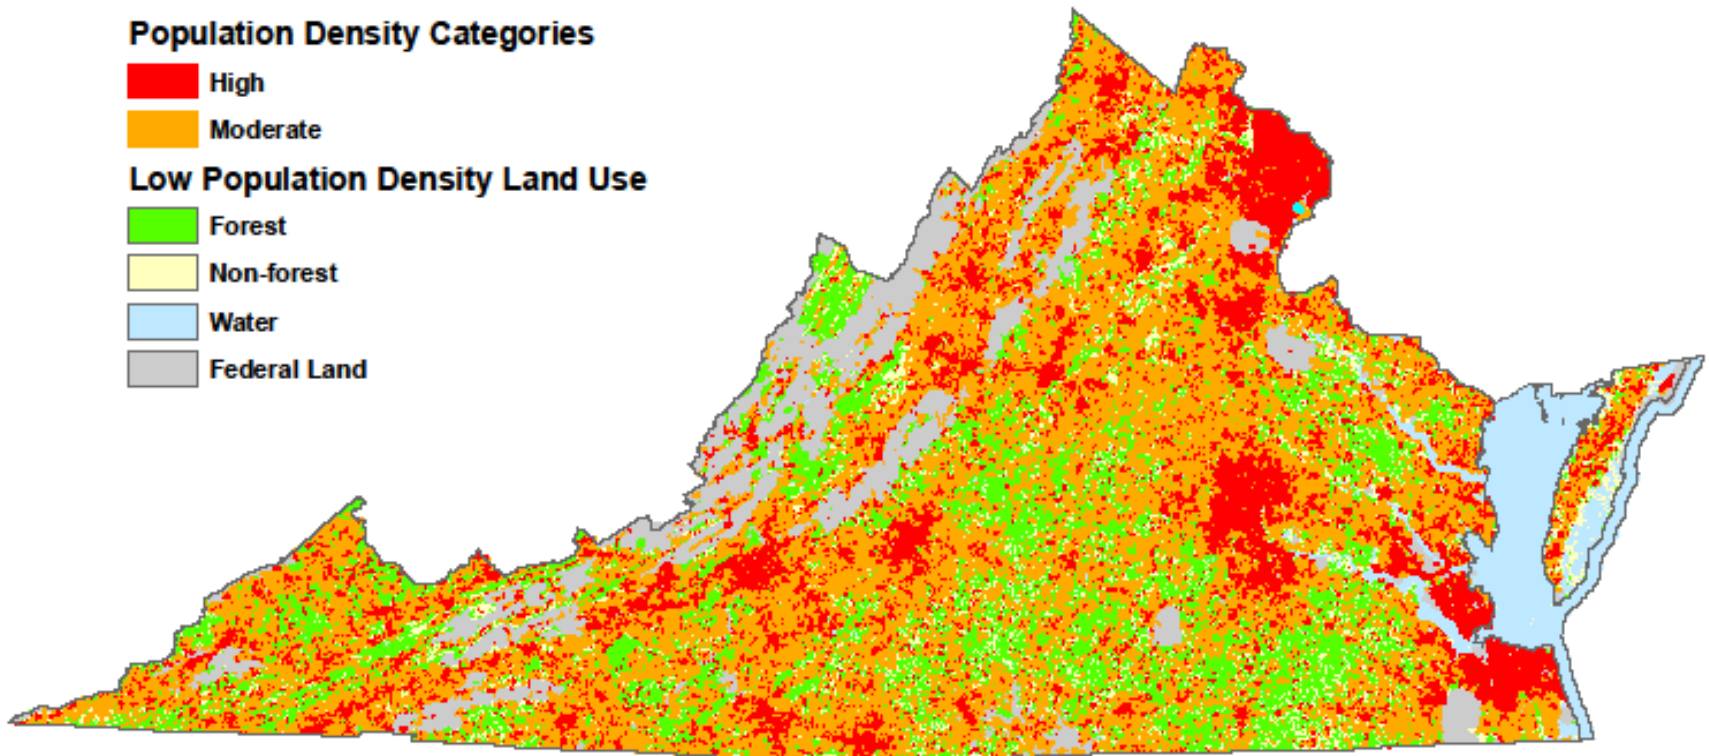 Population Density Categories
High
Moderate
Low Population Density Land Use
Forest
Non-forest
Water
Federal Land